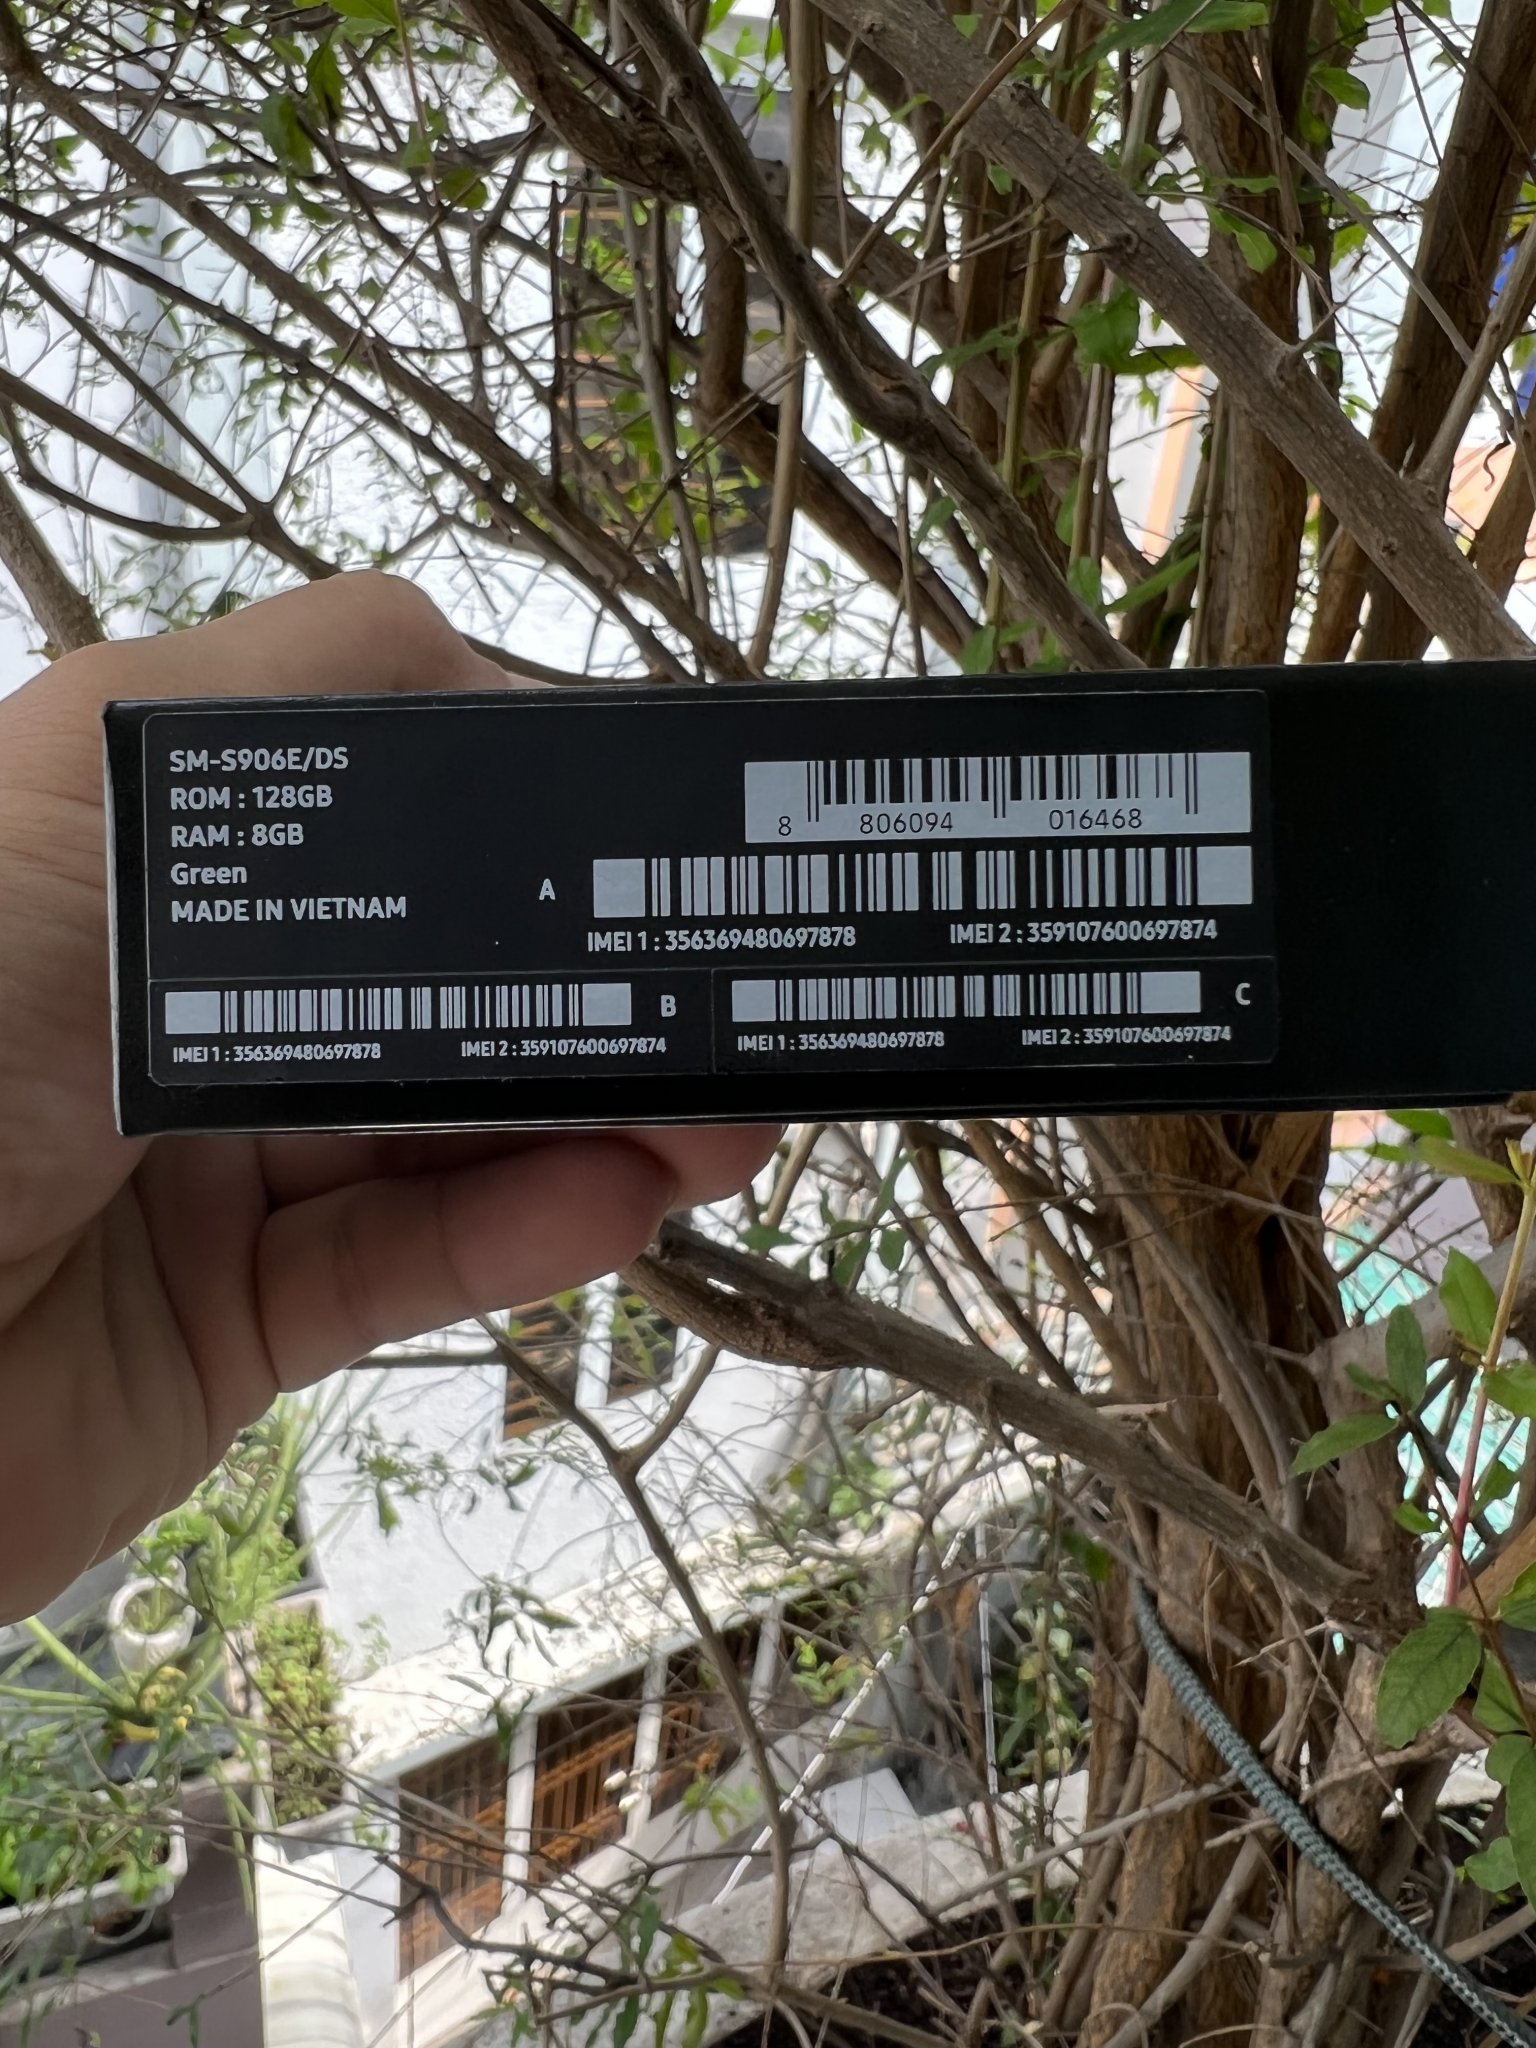 SM-S906E/DS
ROM : 128GB
RAM : 8GB
Green
MADE IN VIETNAM
8 806094 016468
A
IMEI 1 : 356369480697878 IMEI 2 : 359107600697874
B
IMEI 1 : 356369480697878 IMEI 2 : 359107600697874
C
IMEI 1 : 356369480697878 IMEI 2 : 359107600697874